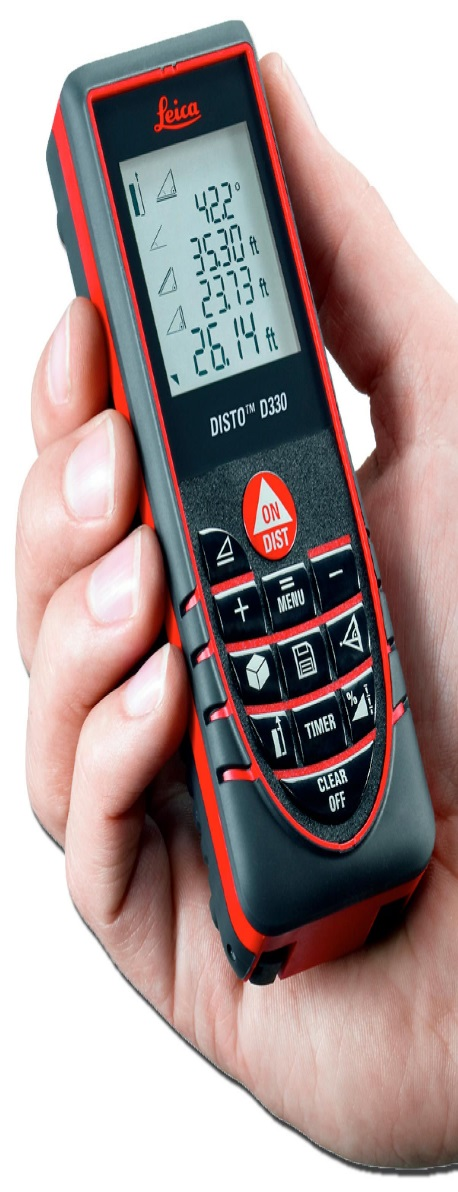 Leica
42.2°
35.30 ft
23.73 ft
26.14 ft
DISTO™ D330
ON
DIST
+
=
MENU
−
TIMER
%
CLEAR
OFF